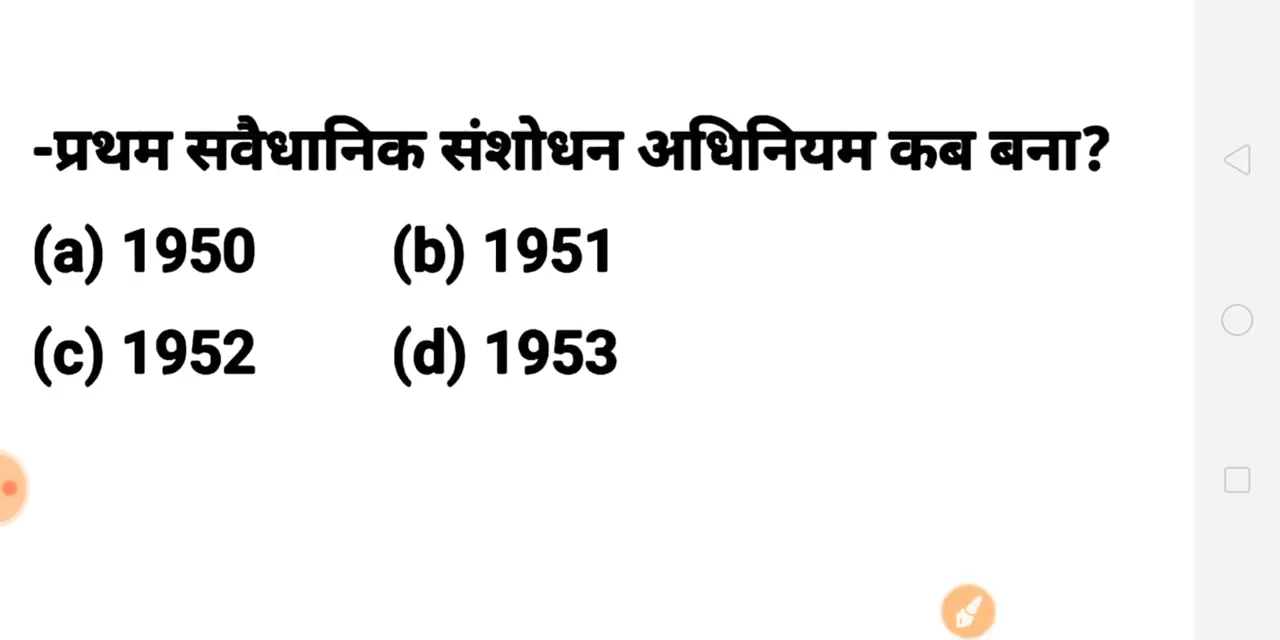 -प्रथम सवैधानिक संशोधन अधिनियम कब बना?
(a) 1950 (b) 1951
(c) 1952 (d) 1953